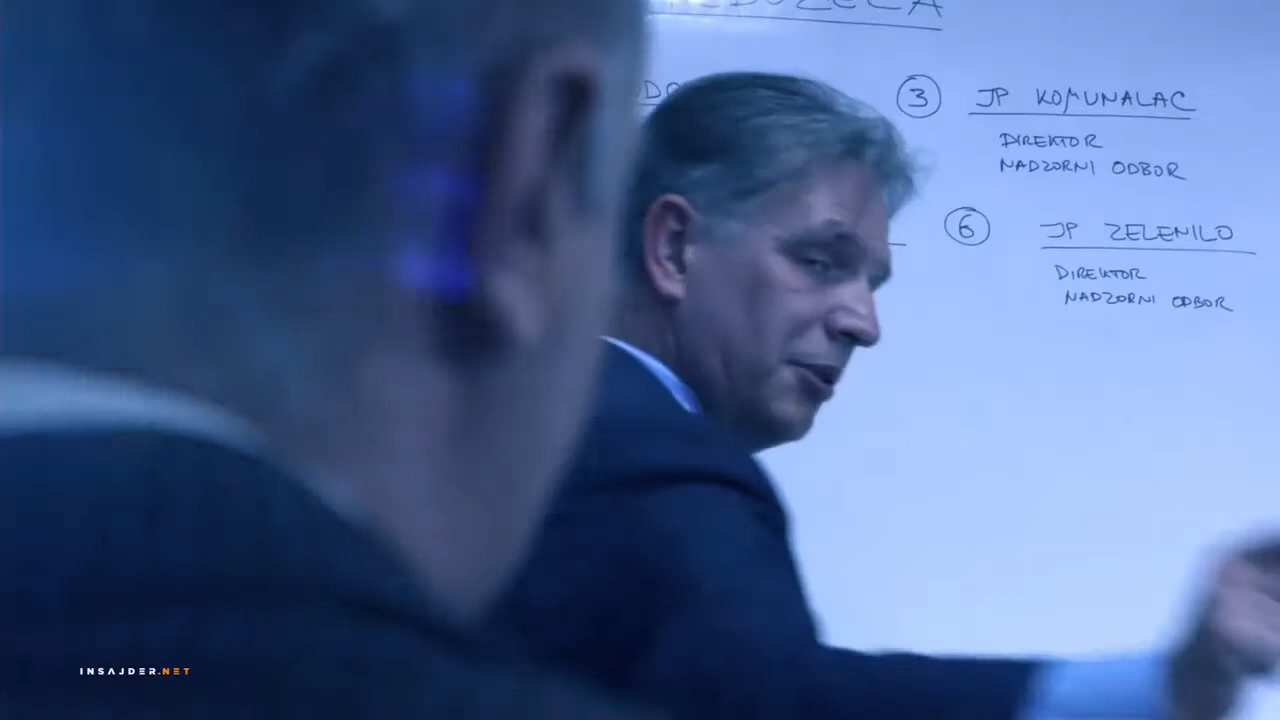 3 JP KOMUNALAC
DIREKTOR
NADZORNI ODBOR
6 JP ZELENILO
DIREKTOR
NADZORNI ODBOR
INSAJDER.NET